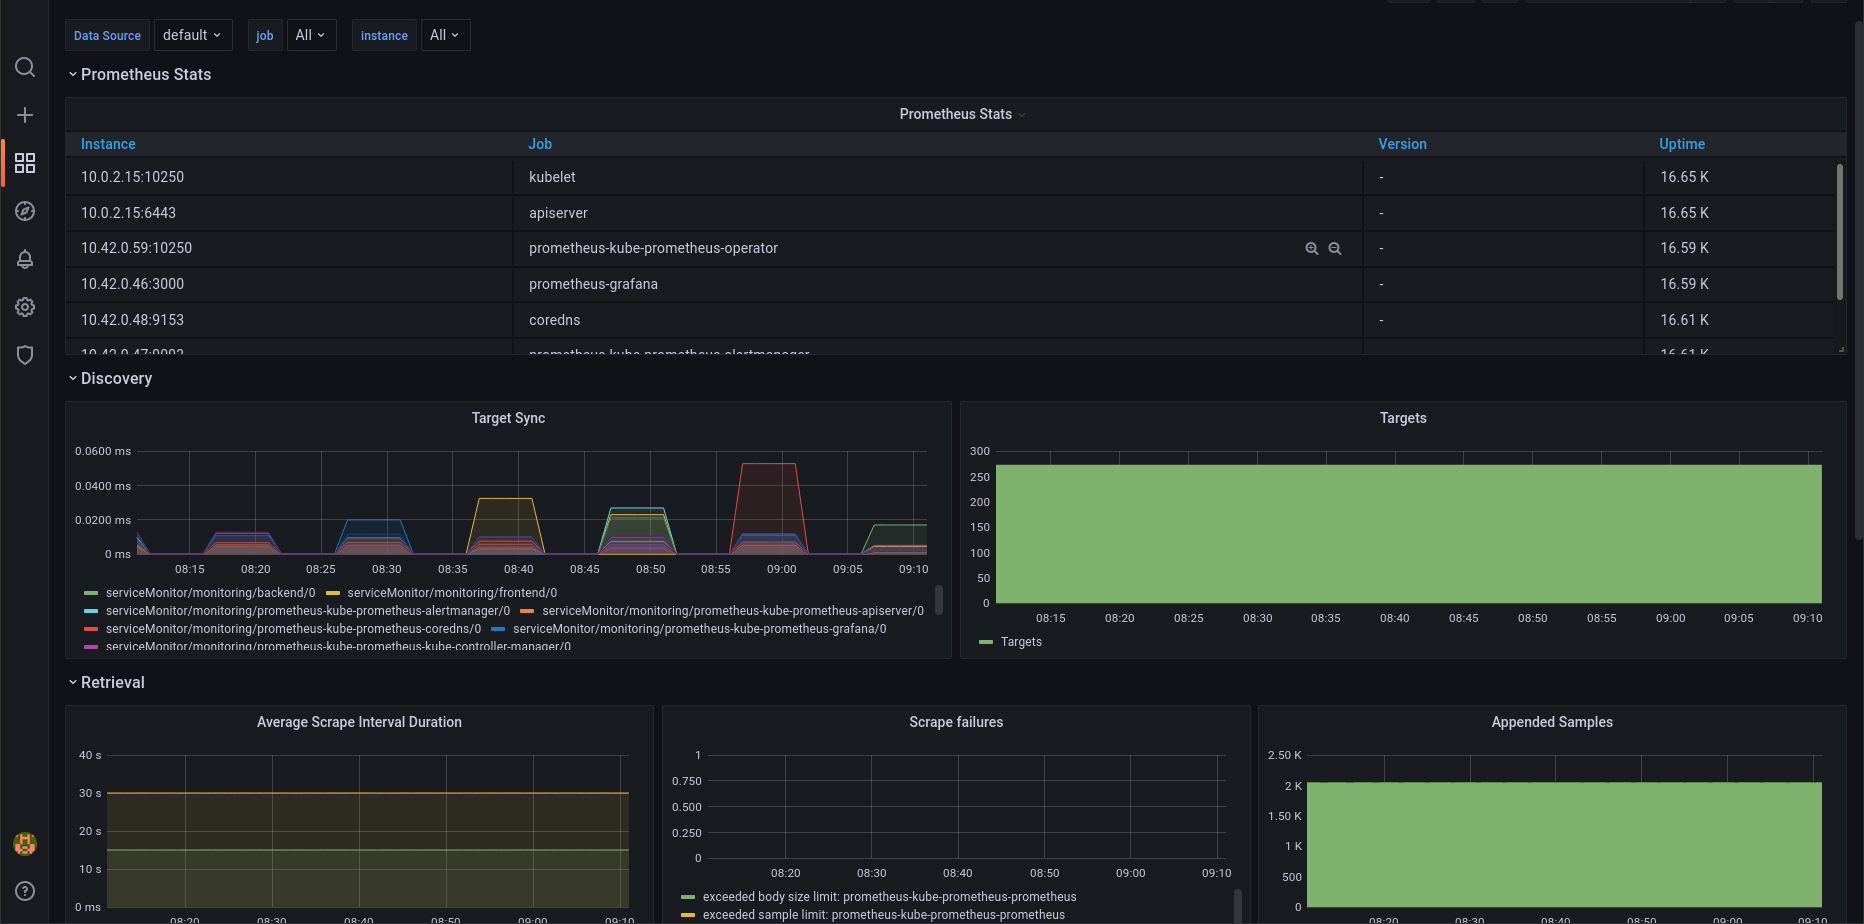 Data Source default job All instance All
Prometheus Stats
Prometheus Stats
Instance Job Version Uptime
10.0.2.15:10250 kubelet - 16.65 K
10.0.2.15:6443 apiserver - 16.65 K
10.42.0.59:10250 prometheus-kube-prometheus-operator - 16.59 K
10.42.0.46:3000 prometheus-grafana - 16.59 K
10.42.0.48:9153 coredns - 16.61 K
10.42.0.47:9093 prometheus-kube-prometheus-alertmanager 16.61 K
Discovery
Target Sync
0.0600 ms
0.0400 ms
0.0200 ms
0 ms
08:15 08:20 08:25 08:30 08:35 08:40 08:45 08:50 08:55 09:00 09:05 09:10
serviceMonitor/monitoring/backend/0 serviceMonitor/monitoring/frontend/0
serviceMonitor/monitoring/prometheus-kube-prometheus-alertmanager/0 serviceMonitor/monitoring/prometheus-kube-prometheus-apiserver/0
serviceMonitor/monitoring/prometheus-kube-prometheus-coredns/0 serviceMonitor/monitoring/prometheus-kube-prometheus-grafana/0
serviceMonitor/monitoring/prometheus-kube-prometheus-kube-controller-manager/0
Targets
300
250
200
150
100
50
0
08:15 08:20 08:25 08:30 08:35 08:40 08:45 08:50 08:55 09:00 09:05 09:10
Targets
Retrieval
Average Scrape Interval Duration
40 s
30 s
20 s
10 s
0 ms
08:20 08:30 08:40 08:50 09:00 09:10
Scrape failures
1
0.750
0.500
0.250
0
08:20 08:30 08:40 08:50 09:00 09:10
exceeded body size limit: prometheus-kube-prometheus-prometheus
exceeded sample limit: prometheus-kube-prometheus-prometheus
Appended Samples
2.50 K
2 K
1.50 K
1 K
500
0
08:20 08:30 08:40 08:50 09:00 09:10